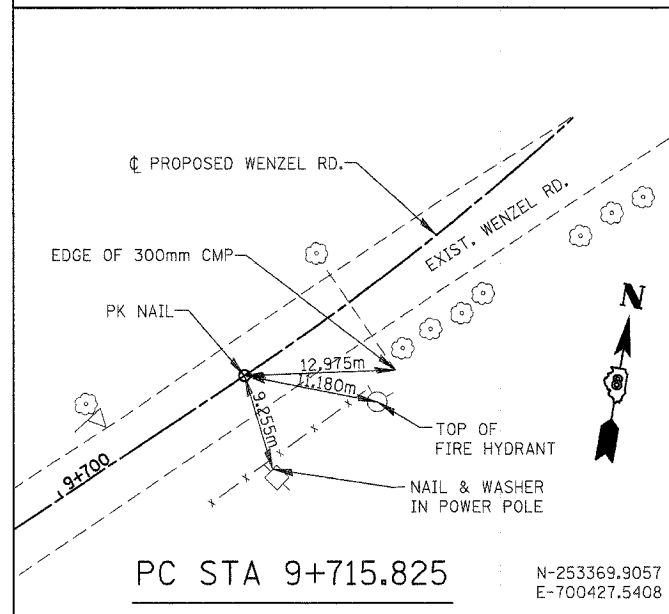 ℄ PROPOSED WENZEL RD.
EXIST. WENZEL RD.
EDGE OF 300mm CMP
PK NAIL
N
8
12.975m
11.180m
9.255m
TOP OF
FIRE HYDRANT
9+700
NAIL & WASHER
IN POWER POLE
PC STA 9+715.825
N-253369.9057
E-700427.5408